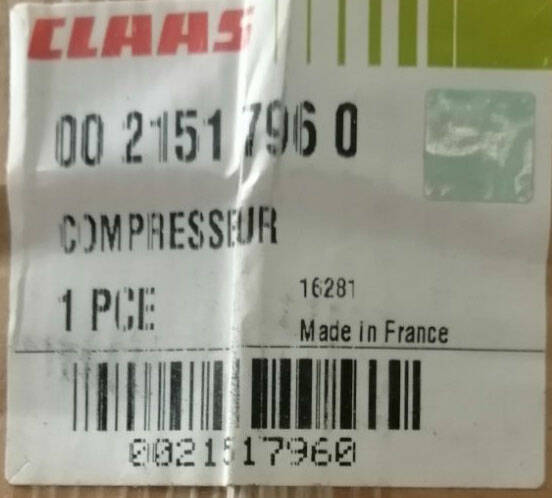 CLAAS
00 2151 796 0
COMPRESSEUR
1 PCE
16281
Made in France
0021517960